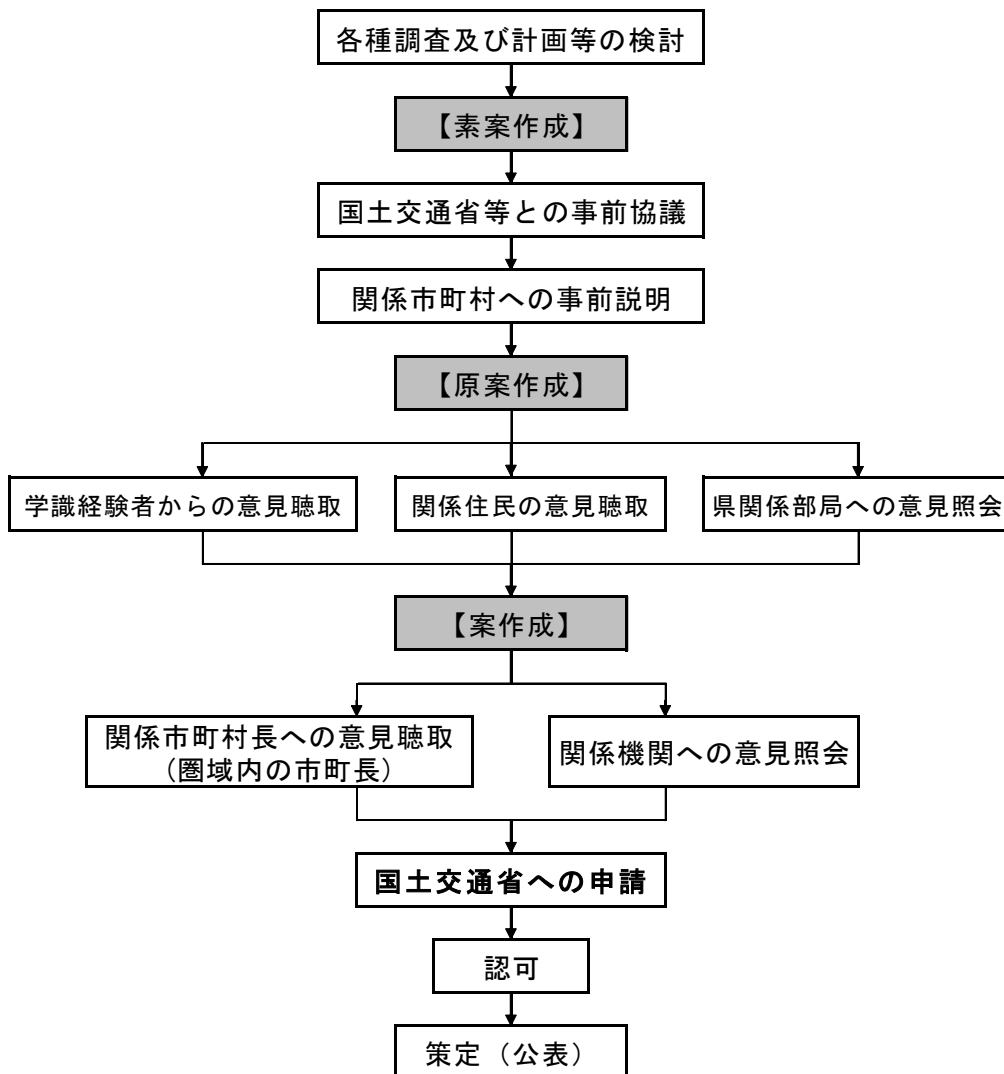 各種調査及び計画等の検討
【素案作成】
国土交通省等との事前協議
関係市町村への事前説明
【原案作成】
学識経験者からの意見聴取
関係住民の意見聴取
県関係部局への意見照会
【案作成】
関係市町村長への意見聴取
(圏域内の市町長)
関係機関への意見照会
国土交通省への申請
認可
策定（公表）